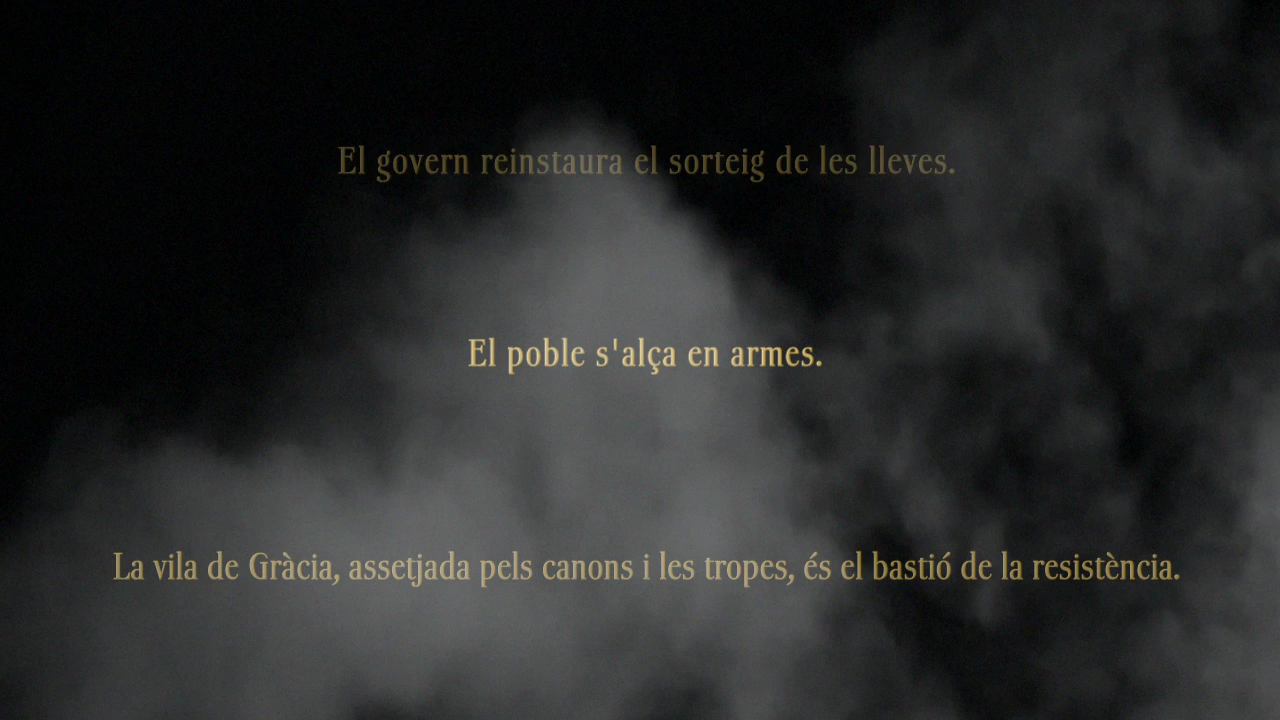 El govern reinstaura el sorteig de les lleves.
El poble s'alça en armes.
La vila de Gràcia, assetjada pels canons i les tropes, és el bastió de la resistència.